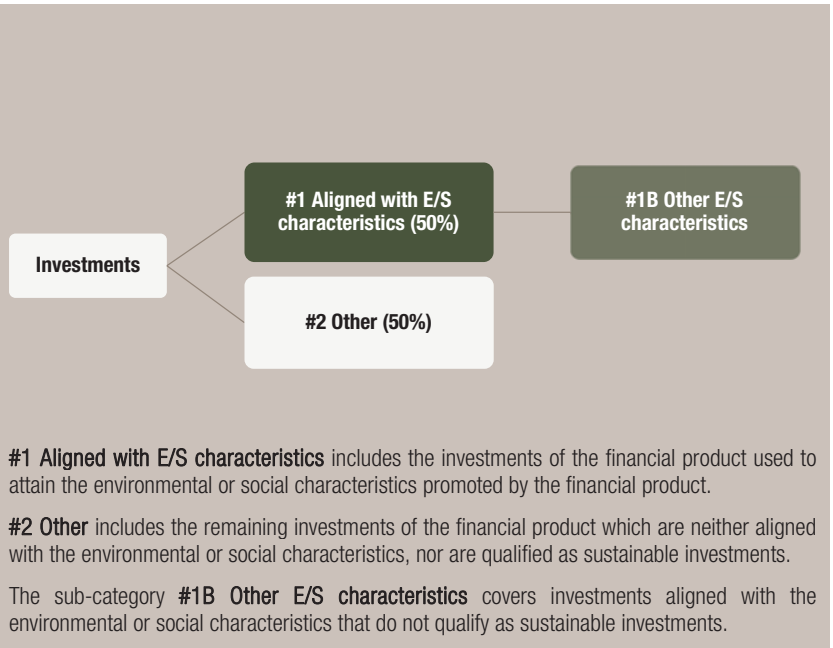 #1 Aligned with E/S
characteristics (50%)
#1B Other E/S
characteristics
Investments
#2 Other (50%)
#1 Aligned with E/S characteristics includes the investments of the financial product used to
attain the environmental or social characteristics promoted by the financial product.
#2 Other includes the remaining investments of the financial product which are neither aligned
with the environmental or social characteristics, nor are qualified as sustainable investments.
The sub-category #1B Other E/S characteristics covers investments aligned with the
environmental or social characteristics that do not qualify as sustainable investments.